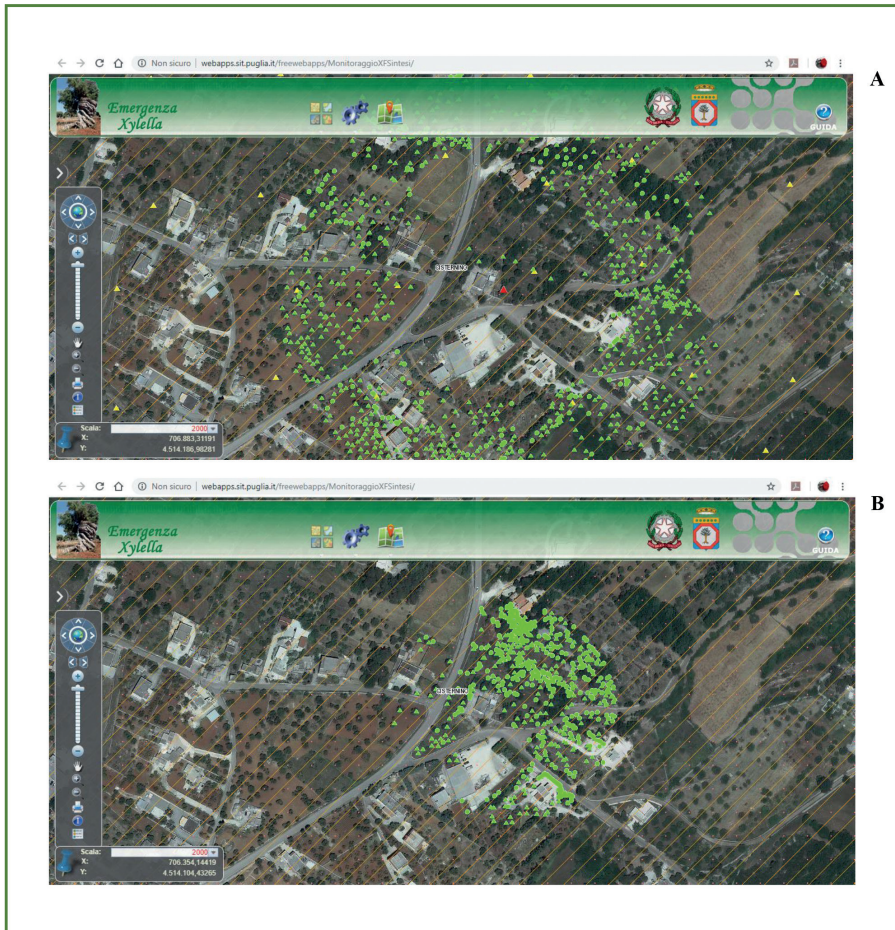 Non sicuro | webapps.sit.puglia.it/freewebapps/MonitoraggioXFSintesi/
A
Emergenza
Xylella
GUIDA
CISTERNINO
Scala: 2000
X: 706.883,31191
Y: 4.514.186,98281
Non sicuro | webapps.sit.puglia.it/freewebapps/MonitoraggioXFSintesi/
B
Emergenza
Xylella
GUIDA
CISTERNINO
Scala: 2000
X: 706.354,14419
Y: 4.514.104,43265